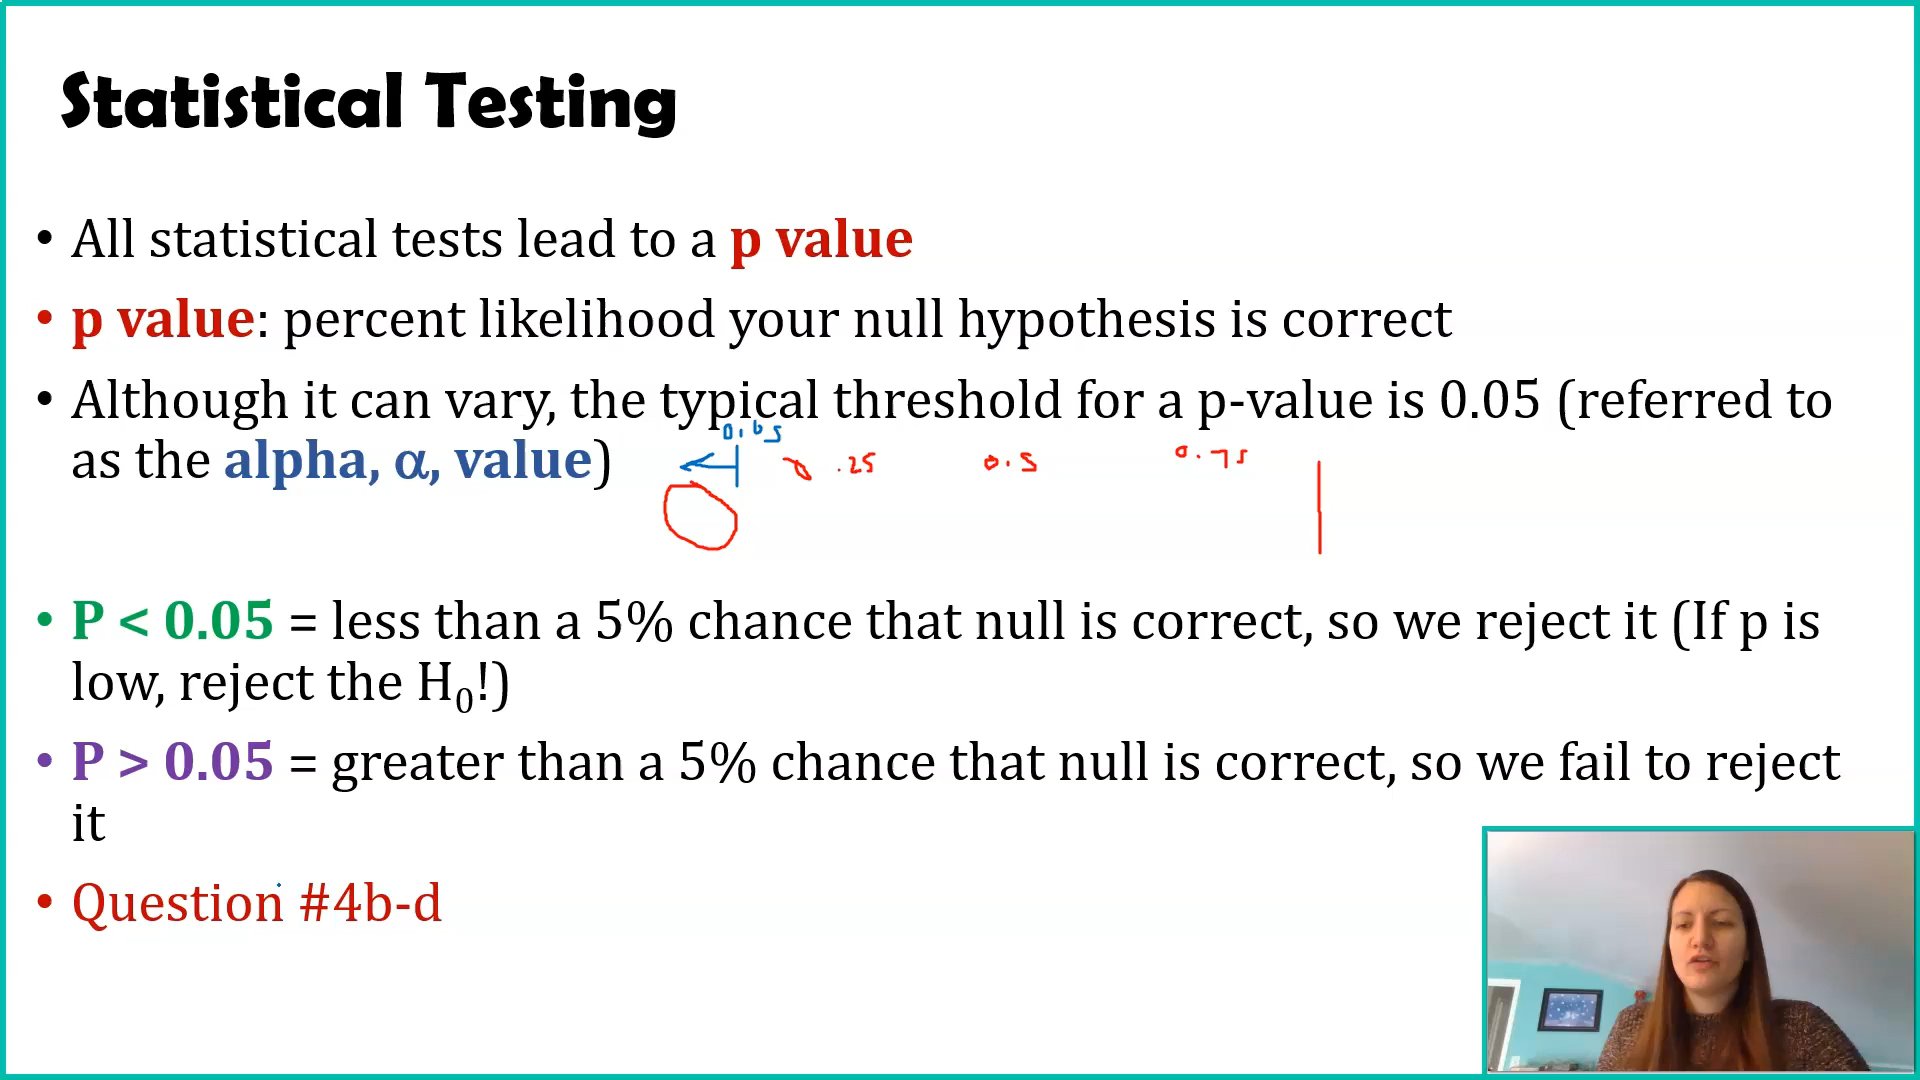 Statistical Testing
• All statistical tests lead to a p value
• p value: percent likelihood your null hypothesis is correct
• Although it can vary, the typical threshold for a p-value is 0.05 (referred to
as the alpha, α, value)
0.05
.25 0.5 0.75
• P < 0.05 = less than a 5% chance that null is correct, so we reject it (If p is
low, reject the H₀!)
• P > 0.05 = greater than a 5% chance that null is correct, so we fail to reject
it
• Question #4b-d